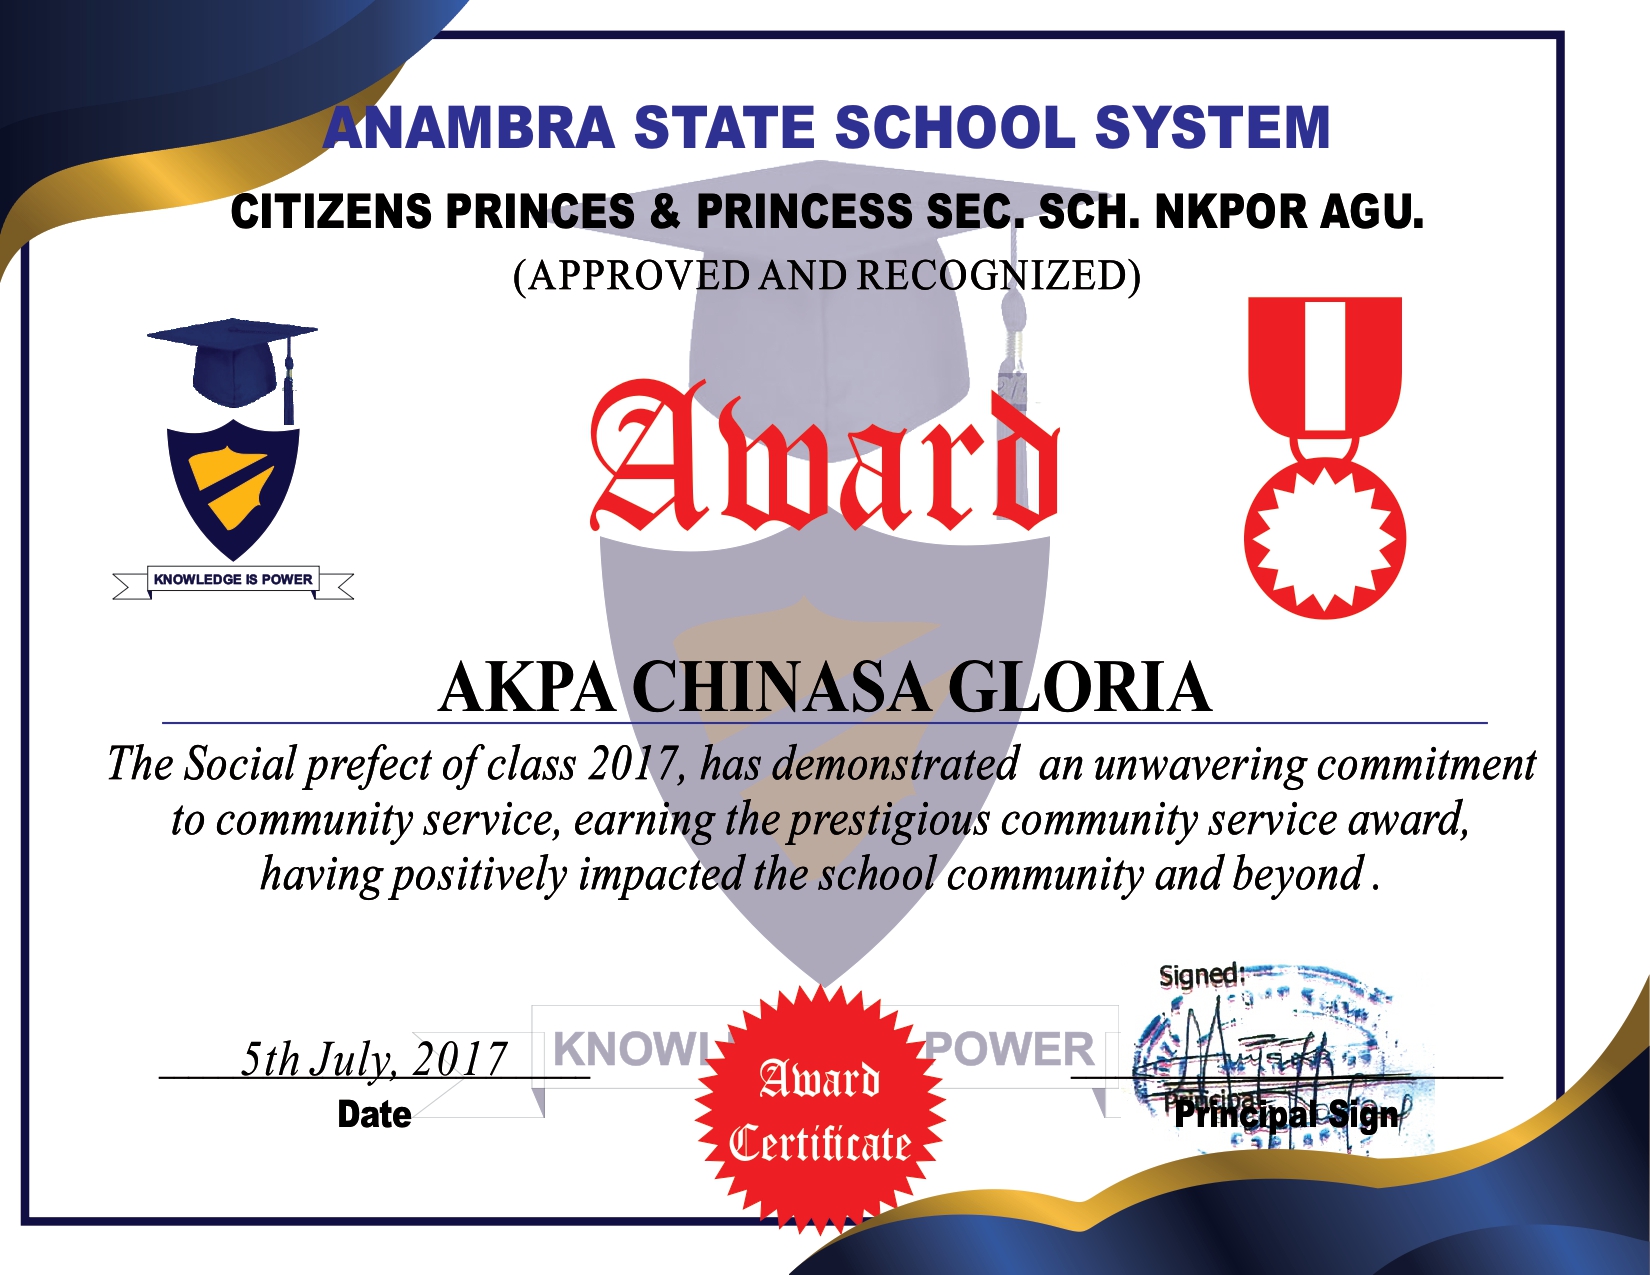 ANAMBRA STATE SCHOOL SYSTEM
CITIZENS PRINCES & PRINCESS SEC. SCH. NKPOR AGU.
(APPROVED AND RECOGNIZED)
Award
KNOWLEDGE IS POWER
AKPA CHINASA GLORIA
The Social prefect of class 2017, has demonstrated an unwavering commitment
to community service, earning the prestigious community service award,
having positively impacted the school community and beyond .
Signed:
KNOWL POWER
5th July, 2017
Date
Award
Certificate
Principal
Principal Sign